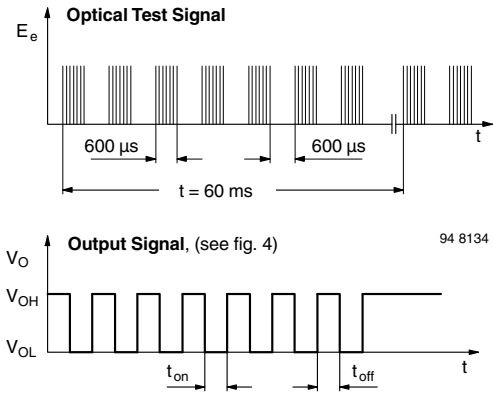 Optical Test Signal
E e
t
600 µs
600 µs
t = 60 ms
Output Signal, (see fig. 4)
94 8134
V O
V OH
V OL
t on
t off
t